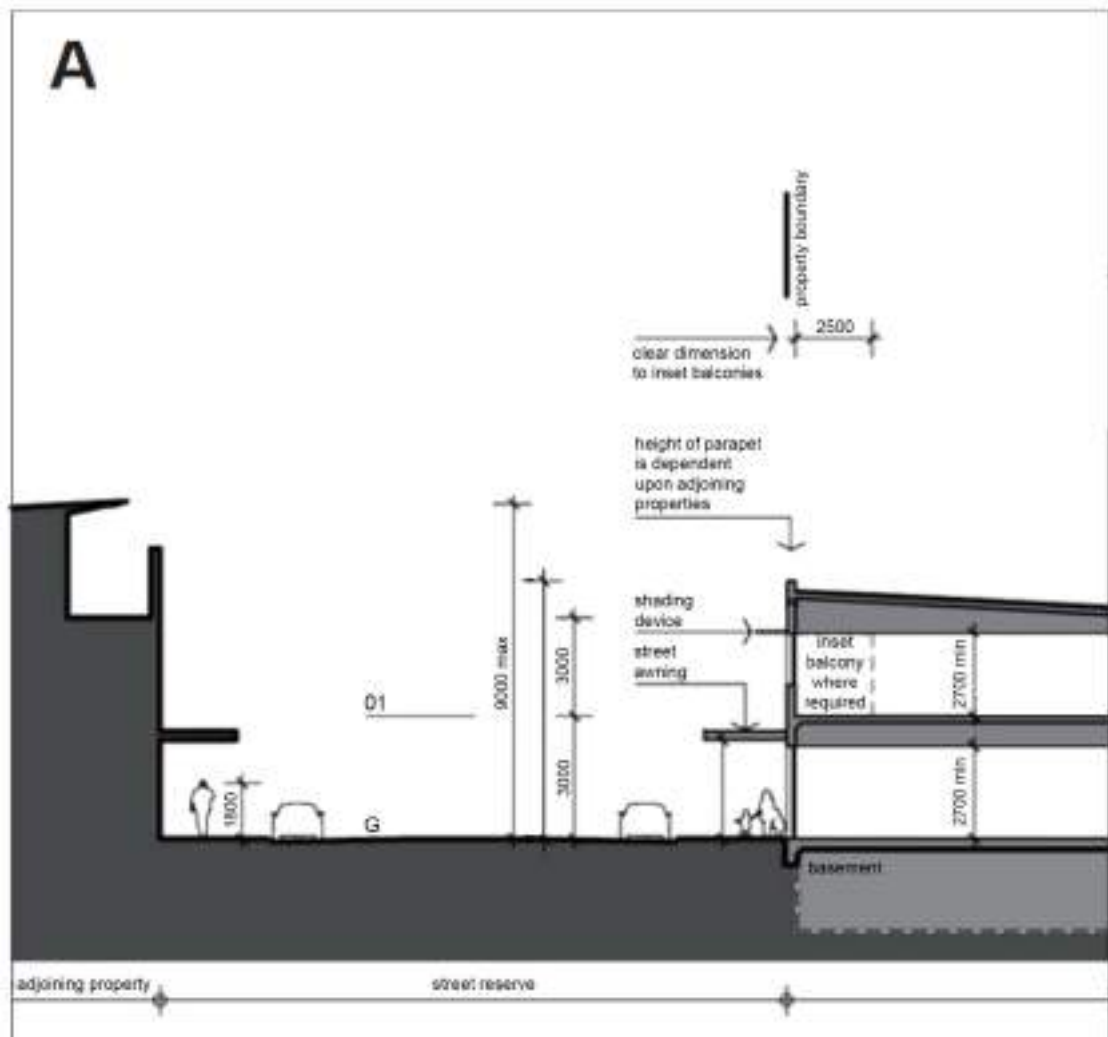 A
property boundary
2500
clear dimension
to inset balconies
height of parapet
is dependent
upon adjoining
properties
shading
device
street
awning
inset
balcony
where
required
2700 min
9000 max
3000
01
3000
1800
G
2700 min
basement
adjoining property
street reserve